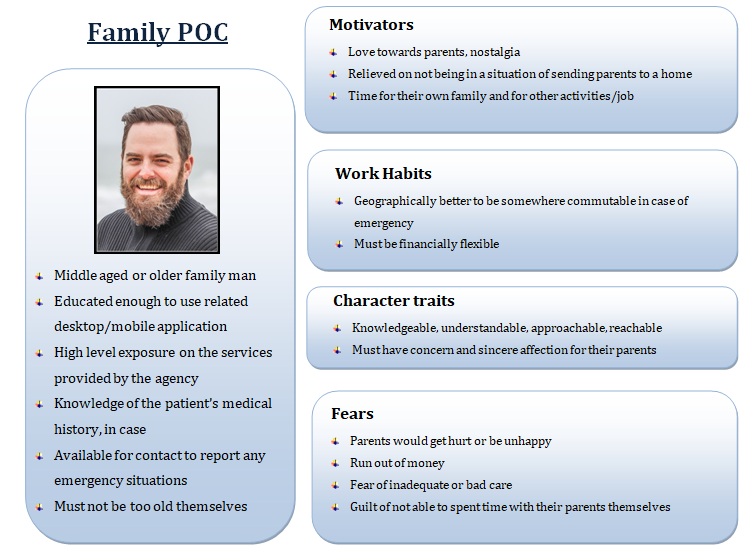 Family POC
Middle aged or older family man
Educated enough to use related
desktop/mobile application
High level exposure on the services
provided by the agency
Knowledge of the patient's medical
history, in case
Available for contact to report any
emergency situations
Must not be too old themselves
Motivators
Love towards parents, nostalgia
Relieved on not being in a situation of sending parents to a home
Time for their own family and for other activities/job
Work Habits
Geographically better to be somewhere commutable in case of
emergency
Must be financially flexible
Character traits
Knowledgeable, understandable, approachable, reachable
Must have concern and sincere affection for their parents
Fears
Parents would get hurt or be unhappy
Run out of money
Fear of inadequate or bad care
Guilt of not able to spent time with their parents themselves